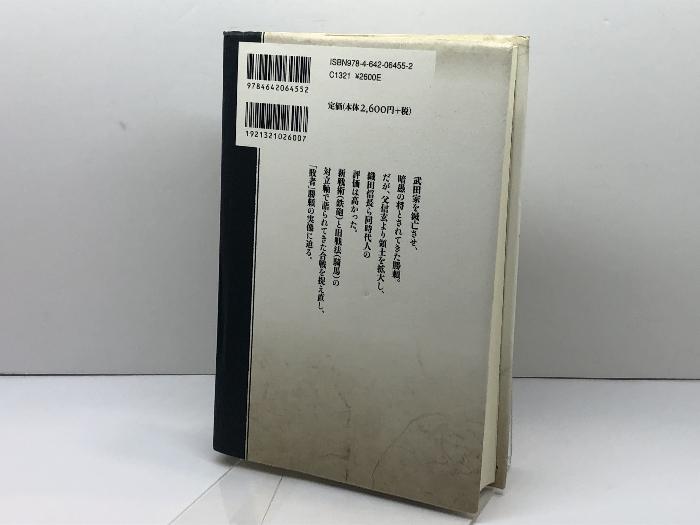 ISBN978-4-642-06455-2
C1321 ¥2600E
9784642064552
定価(本体2,600円+税)
1921321026007
武田家を滅亡させ、
暗愚の将とされてきた勝頼。
だが、父信玄より領土を拡大し、
織田信長ら同時代人の
評価は高かった。
新戦術(鉄砲)と旧戦法(騎馬)の
対立軸で語られてきた合戦を捉え直し、
「敗者」勝頼の実像に迫る。